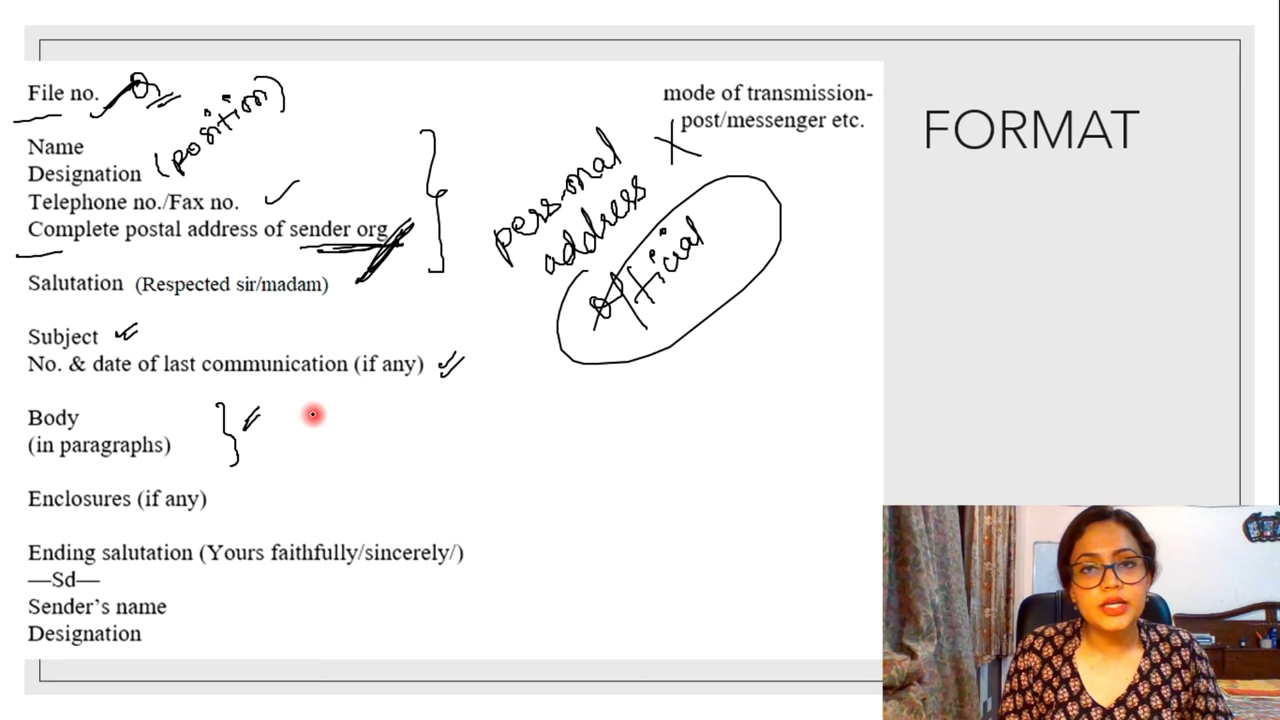 File no.
mode of transmission-
post/messenger etc.
FORMAT
Name
Designation (position)
Telephone no./Fax no.
Complete postal address of sender org
personal
address
official
Salutation (Respected sir/madam)
Subject
No. & date of last communication (if any)
Body
(in paragraphs)
Enclosures (if any)
Ending salutation (Yours faithfully/sincerely/)
—Sd—
Sender’s name
Designation